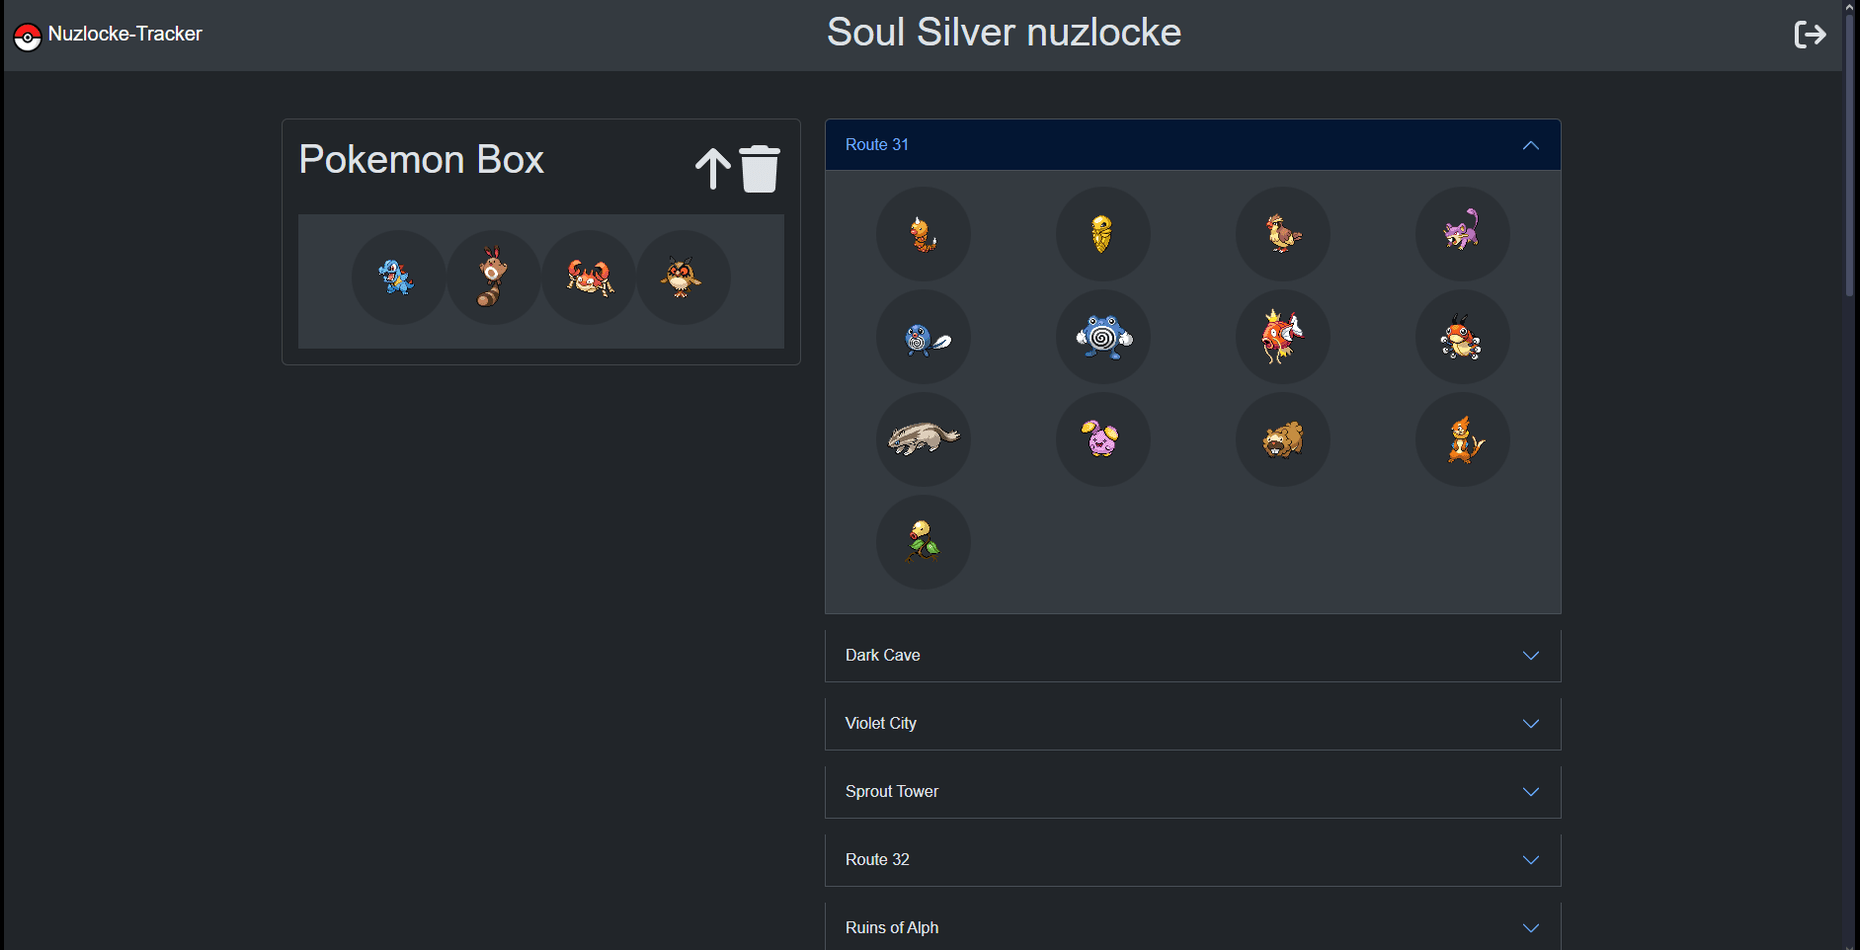 Nuzlocke-Tracker
Soul Silver nuzlocke
Pokemon Box
Route 31
Dark Cave
Violet City
Sprout Tower
Route 32
Ruins of Alph